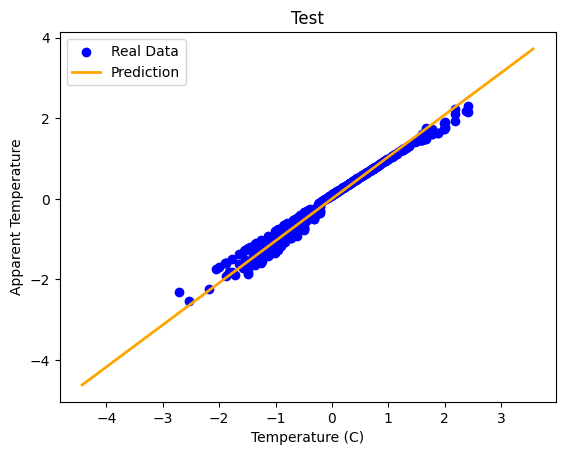 Test
Real Data
Prediction
Apparent Temperature
4
2
0
−2
−4
−4
−3
−2
−1
0
1
2
3
Temperature (C)